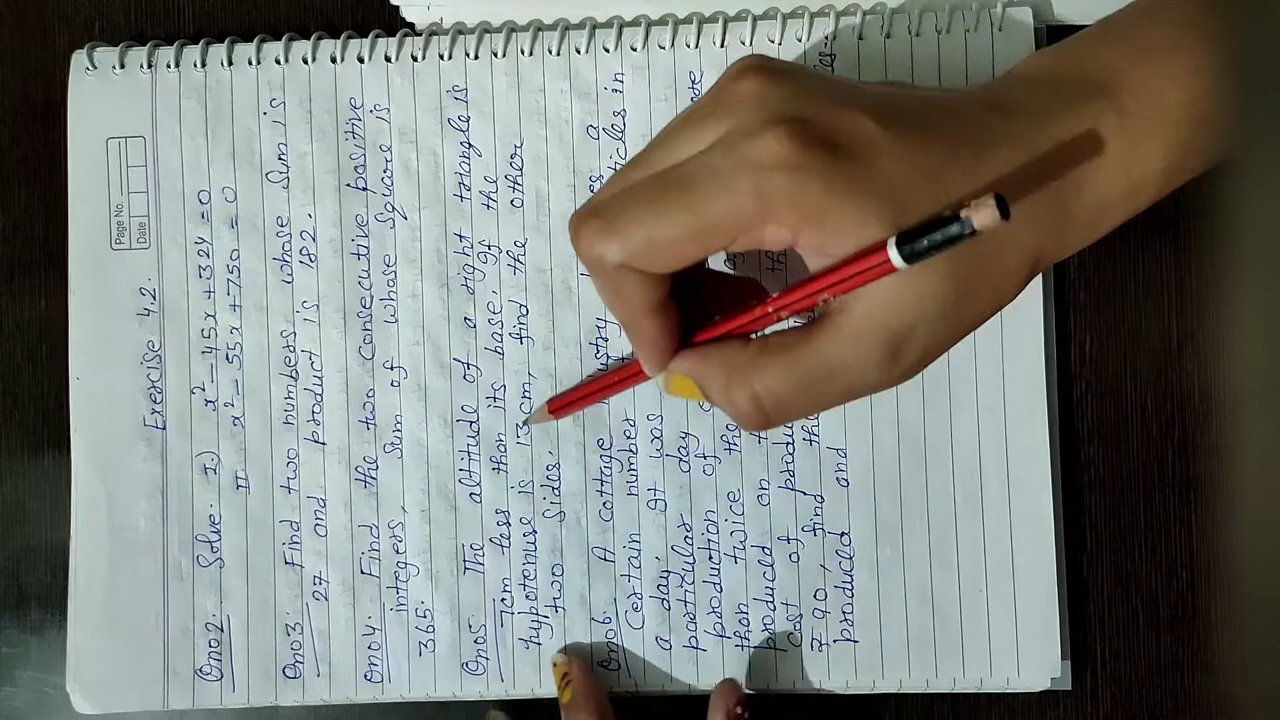 Page No.
Date
Exercise 4.2
Qno2. Solve. I.) x² - 45x + 324 = 0
II x² - 55x + 750 = 0
Qno3. Find two numbers whose Sum is
27 and product is 182.
Qno4. Find the two consecutive positive
integers, Sum of whose Square is
365.
Qno5. The altitude of a right triangle is
7cm less than its base. If the
hypotenuse is 13cm, find the other
two Sides.
Qno6. A cottage a
Certain number in
a day. It was
particular day
production of
than twice the
produced on
cost of
₹90, find the
produced and